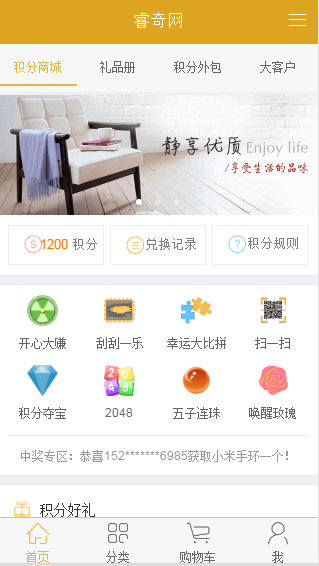 睿奇网
积分商城 礼品册 积分外包 大客户
静享优质 Enjoy life
/享受生活的品味
$ 1200 积分 兑换记录 ? 积分规则
开心大赚 刮刮一乐 幸运大比拼 扫一扫
2048
积分夺宝 2048 五子连珠 唤醒玫瑰
中奖专区：恭喜152*******6985获取小米手环一个！
积分好礼
首页 分类 购物车 我